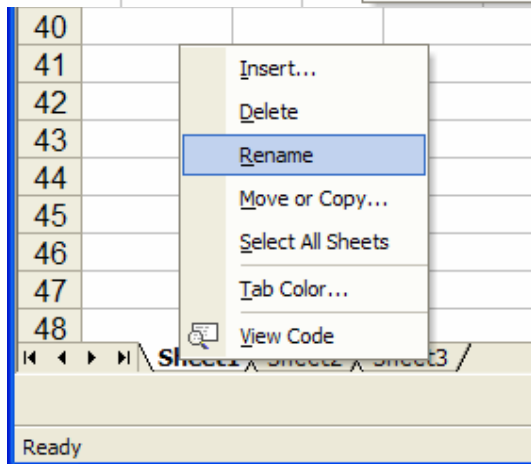 40
41
Insert...
42
Delete
43
Rename
44
Move or Copy...
45
Select All Sheets
46
47
Tab Color...
48
View Code
Sheet1
Sheet2
Sheet3
Ready